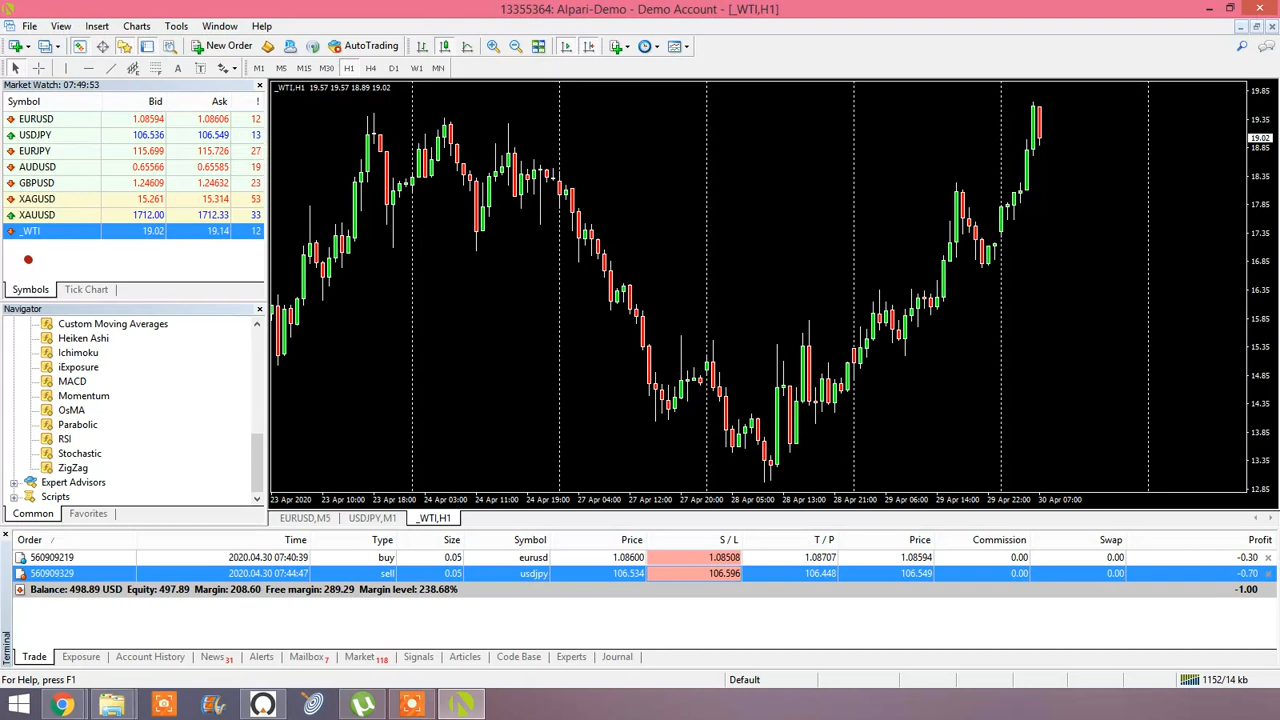 13355364: Alpari-Demo - Demo Account - [_WTI,H1]
File View Insert Charts Tools Window Help
New Order AutoTrading
A T M1 M5 M15 M30 H1 H4 D1 W1 MN
Market Watch: 07:49:53
Symbol Bid Ask !
EURUSD 1.08594 1.08606 12
USDJPY 106.536 106.549 13
EURJPY 115.699 115.726 27
AUDUSD 0.65566 0.65585 19
GBPUSD 1.24609 1.24632 23
XAGUSD 15.261 15.314 53
XAUUSD 1712.00 1712.33 33
_WTI 19.02 19.14 12
Symbols Tick Chart
Navigator
Custom Moving Averages
Heiken Ashi
Ichimoku
iExposure
MACD
Momentum
OsMA
Parabolic
RSI
Stochastic
ZigZag
Expert Advisors
Scripts
Common Favorites
_WTI,H1 19.57 19.57 18.89 19.02
19.85
19.35
19.02
18.85
18.35
17.85
17.35
16.85
16.35
15.85
15.35
14.85
14.35
13.85
13.35
12.85
23 Apr 2020 23 Apr 10:00 23 Apr 18:00 24 Apr 03:00 24 Apr 11:00 24 Apr 19:00 27 Apr 04:00 27 Apr 12:00 27 Apr 20:00 28 Apr 05:00 28 Apr 13:00 28 Apr 21:00 29 Apr 06:00 29 Apr 14:00 29 Apr 22:00 30 Apr 07:00
EURUSD,M5 USDJPY,M1 _WTI,H1
Order Time Type Size Symbol Price S / L T / P Price Commission Swap Profit
560909219 2020.04.30 07:40:39 buy 0.05 eurusd 1.08600 1.08508 1.08707 1.08594 0.00 0.00 -0.30
560909329 2020.04.30 07:44:47 sell 0.05 usdjpy 106.534 106.596 106.448 106.549 0.00 0.00 -0.70
Balance: 498.89 USD Equity: 497.89 Margin: 208.60 Free margin: 289.29 Margin level: 238.68% -1.00
Terminal
Trade Exposure Account History News 31 Alerts Mailbox 7 Market 118 Signals Articles Code Base Experts Journal
For Help, press F1 Default 1152/14 kb